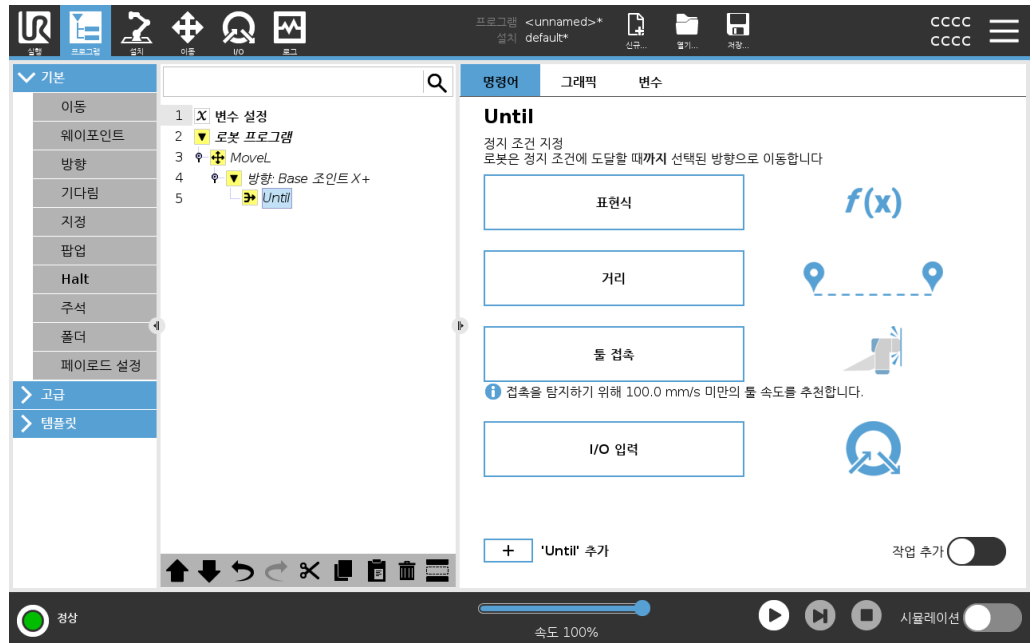 UR
실행
프로그램
설치
이동
I/O
로그
프로그램 <unnamed>*
설치 default*
신규...
열기...
저장...
cccc
cccc
기본
이동
웨이포인트
방향
기다림
지정
팝업
Halt
주석
폴더
페이로드 설정
고급
템플릿
1 X 변수 설정
2 로봇 프로그램
3 MoveL
4 방향: Base 조인트 X+
5 Until
명령어
그래픽
변수
Until
정지 조건 지정
로봇은 정지 조건에 도달할 때까지 선택된 방향으로 이동합니다
표현식
f(x)
거리
툴 접촉
접촉을 탐지하기 위해 100.0 mm/s 미만의 툴 속도를 추천합니다.
I/O 입력
+ 'Until' 추가
작업 추가
정상
속도 100%
시뮬레이션